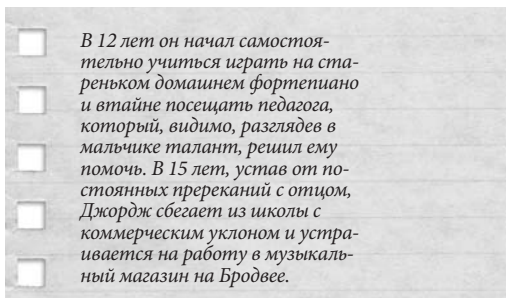 В 12 лет он начал самостоя-
тельно учиться играть на ста-
реньком домашнем фортепиано
и втайне посещать педагога,
который, видимо, разглядев в
мальчике талант, решил ему
помочь. В 15 лет, устав от по-
стоянных пререканий с отцом,
Джордж сбегает из школы с
коммерческим уклоном и устра-
ивается на работу в музыкаль-
ный магазин на Бродвее.